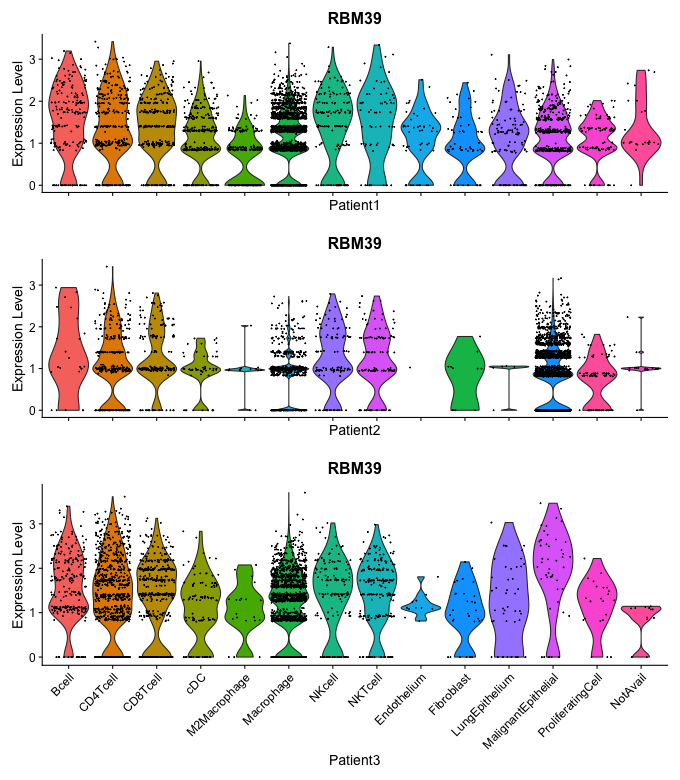 RBM39
Expression Level
3
2
1
0
Patient1
RBM39
Expression Level
3
2
1
0
Patient2
RBM39
Expression Level
3
2
1
0
Bcell
CD4Tcell
CD8Tcell
cDC
M2Macrophage
Macrophage
NKcell
NKTcell
Endothelium
Fibroblast
LungEpithelium
MalignantEpithelial
ProliferatingCell
NotAvail
Patient3